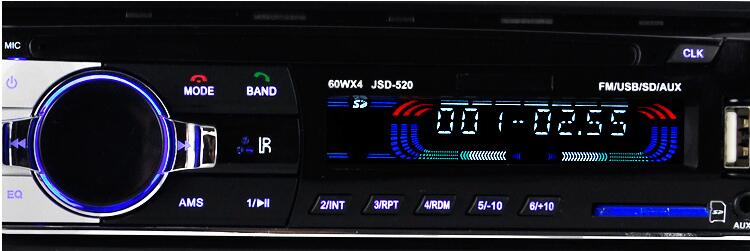 MIC
CLK
60WX4 JSD-520
FM/USB/SD/AUX
MODE
BAND
SD
001-02.55
EQ
AMS
1/
2/INT
3/RPT
4/RDM
5/-10
6/+10
SD
AUX